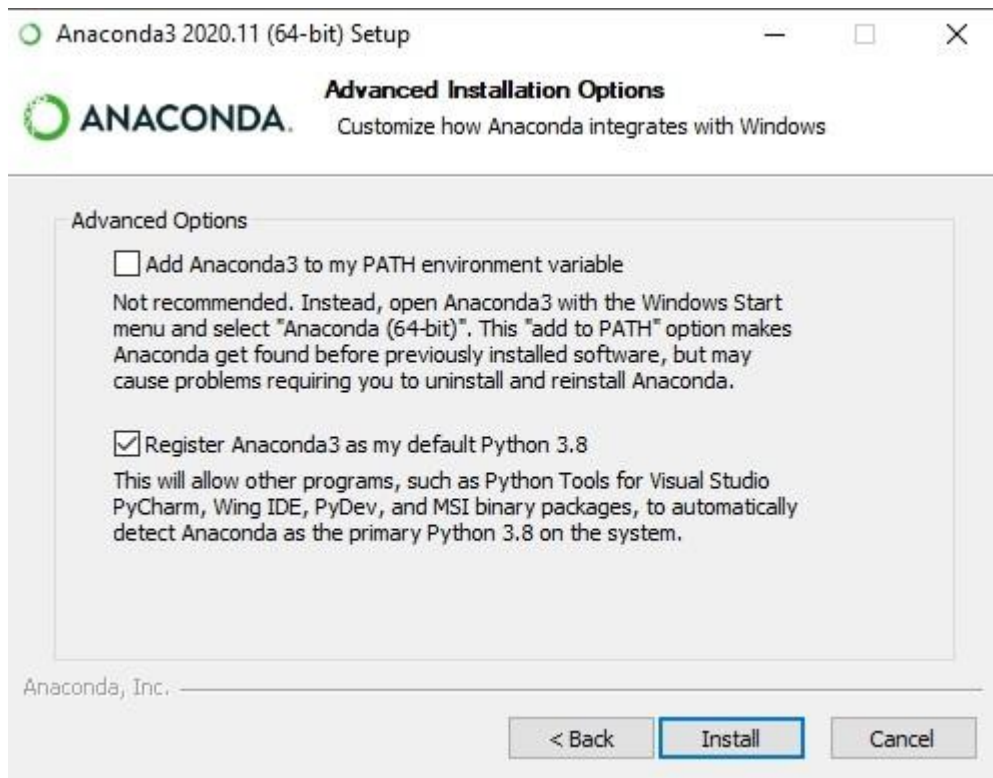 Anaconda3 2020.11 (64-bit) Setup
ANACONDA.
Advanced Installation Options
Customize how Anaconda integrates with Windows
Advanced Options
Add Anaconda3 to my PATH environment variable
Not recommended. Instead, open Anaconda3 with the Windows Start
menu and select "Anaconda (64-bit)". This "add to PATH" option makes
Anaconda get found before previously installed software, but may
cause problems requiring you to uninstall and reinstall Anaconda.
Register Anaconda3 as my default Python 3.8
This will allow other programs, such as Python Tools for Visual Studio
PyCharm, Wing IDE, PyDev, and MSI binary packages, to automatically
detect Anaconda as the primary Python 3.8 on the system.
Anaconda, Inc.
< Back
Install
Cancel